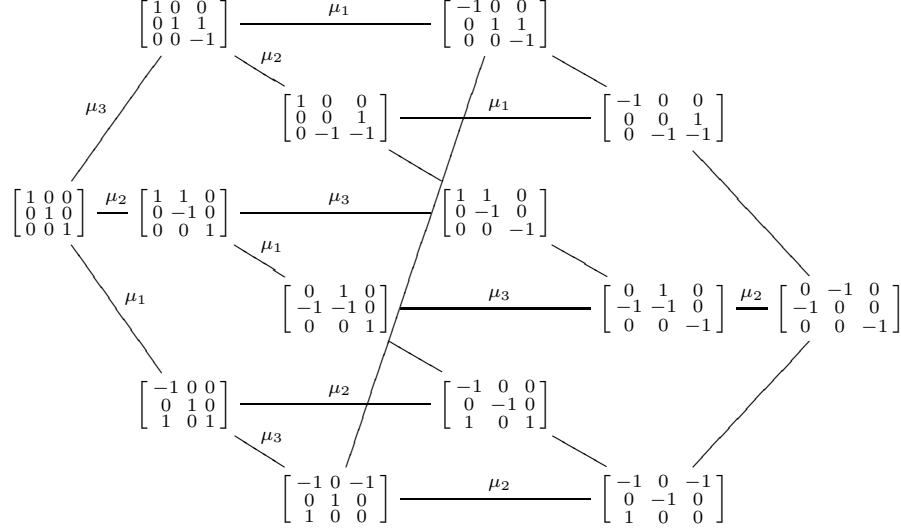 μ1
[1 0 0] [−1 0 0]
[0 1 1] [0 1 1]
[0 0 −1] [0 0 −1]
μ2
μ3
μ1
[1 0 0] [−1 0 0]
[0 0 1] [0 0 1]
[0 −1 −1] [0 −1 −1]
μ2 μ3
[1 0 0] [1 1 0] [1 1 0]
[0 1 0] [0 −1 0] [0 −1 0]
[0 0 1] [0 0 1] [0 0 −1]
μ1
μ1
μ3 μ2
[0 1 0] [0 1 0] [0 −1 0]
[−1 −1 0] [−1 −1 0] [−1 0 0]
[0 0 1] [0 0 −1] [0 0 −1]
μ2
[−1 0 0] [−1 0 0]
[0 1 0] [0 −1 0]
[1 0 1] [1 0 1]
μ3
μ2
[−1 0 −1] [−1 0 −1]
[0 1 0] [0 −1 0]
[1 0 0] [1 0 0]